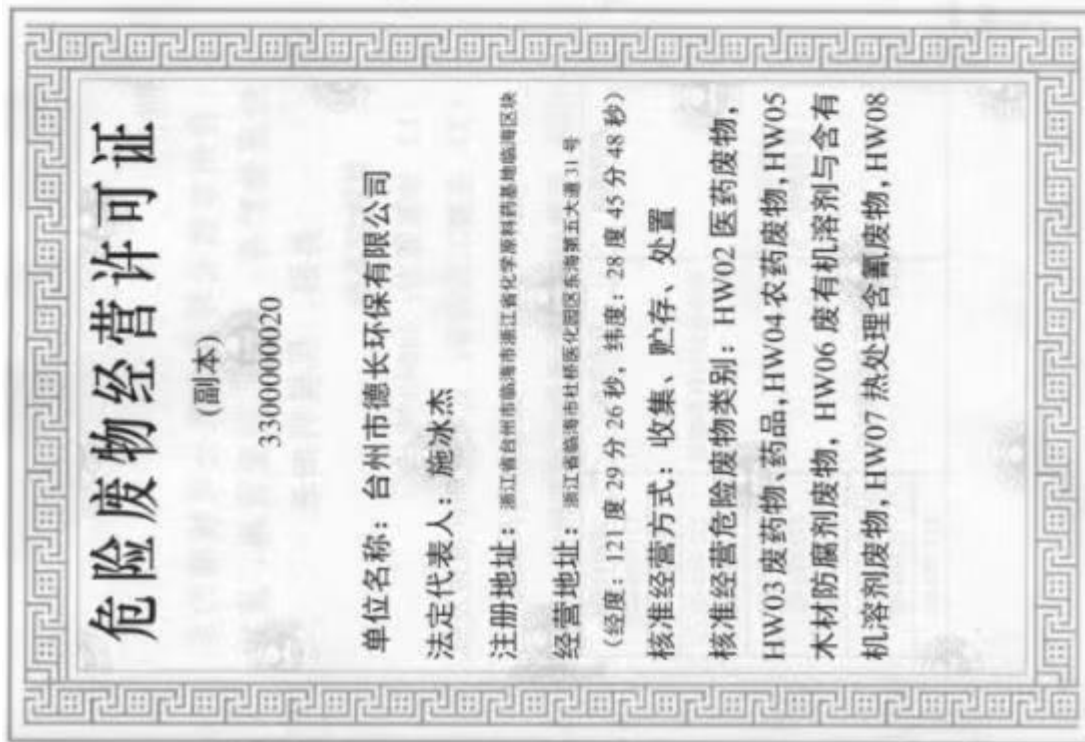 危险废物经营许可证
(副本)
3300000020
单位名称：台州市德长环保有限公司
法定代表人：施冰杰
注册地址：浙江省台州市临海市浙江省化学原料药基地临海区块
经营地址：浙江省临海市杜桥医化园区东海第五大道31号
（经度：121度29分26秒，纬度：28度45分48秒）
核准经营方式：收集、贮存、处置
核准经营危险废物类别：HW02医药废物，
HW03废药物、药品,HW04农药废物,HW05
木材防腐剂废物，HW06废有机溶剂与含有
机溶剂废物,HW07热处理含氰废物,HW08